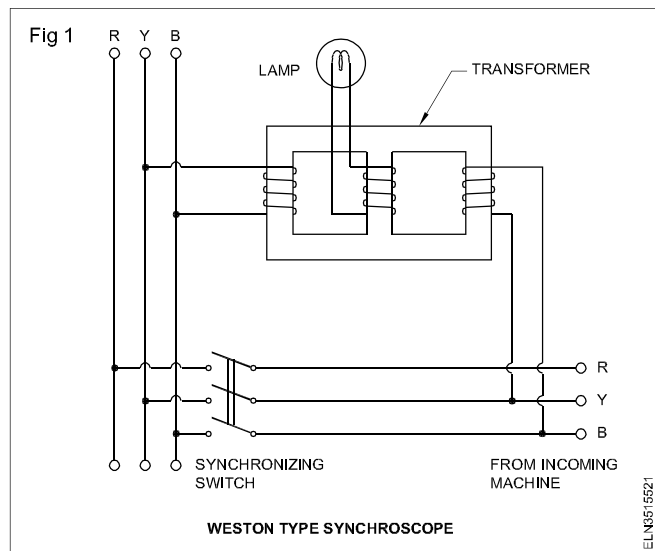 Fig 1
R Y B
LAMP
TRANSFORMER
R
Y
B
SYNCHRONIZING
SWITCH
FROM INCOMING
MACHINE
WESTON TYPE SYNCHROSCOPE
ELN3515521